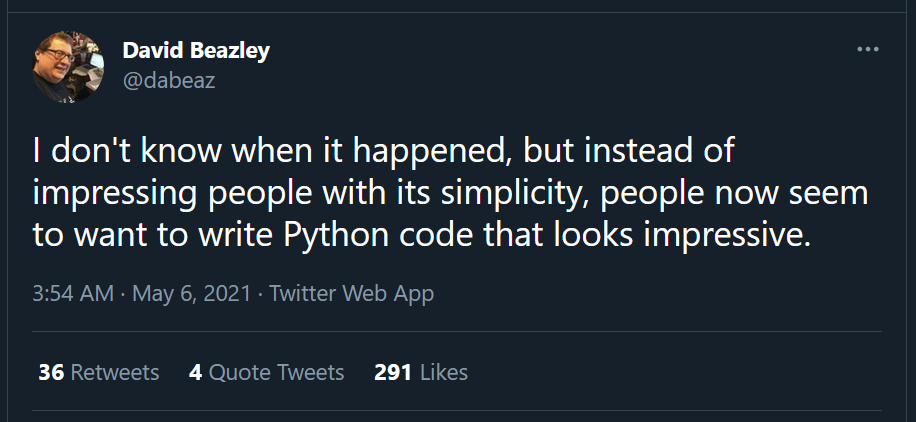 David Beazley
@dabeaz
I don't know when it happened, but instead of
impressing people with its simplicity, people now seem
to want to write Python code that looks impressive.
3:54 AM · May 6, 2021 · Twitter Web App
36 Retweets 4 Quote Tweets 291 Likes